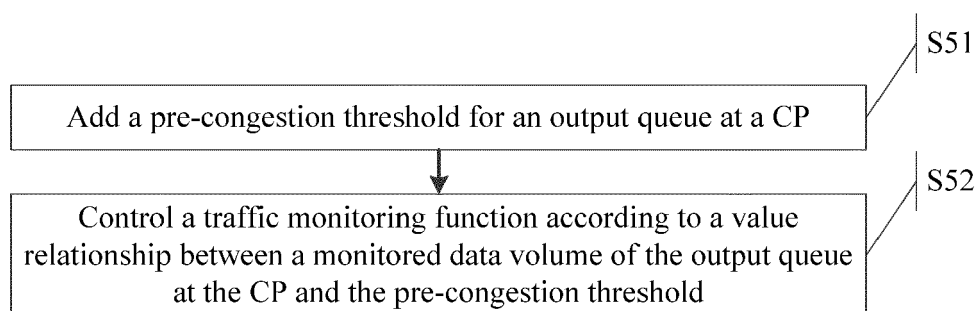 S51
Add a pre-congestion threshold for an output queue at a CP
S52
Control a traffic monitoring function according to a value
relationship between a monitored data volume of the output queue
at the CP and the pre-congestion threshold